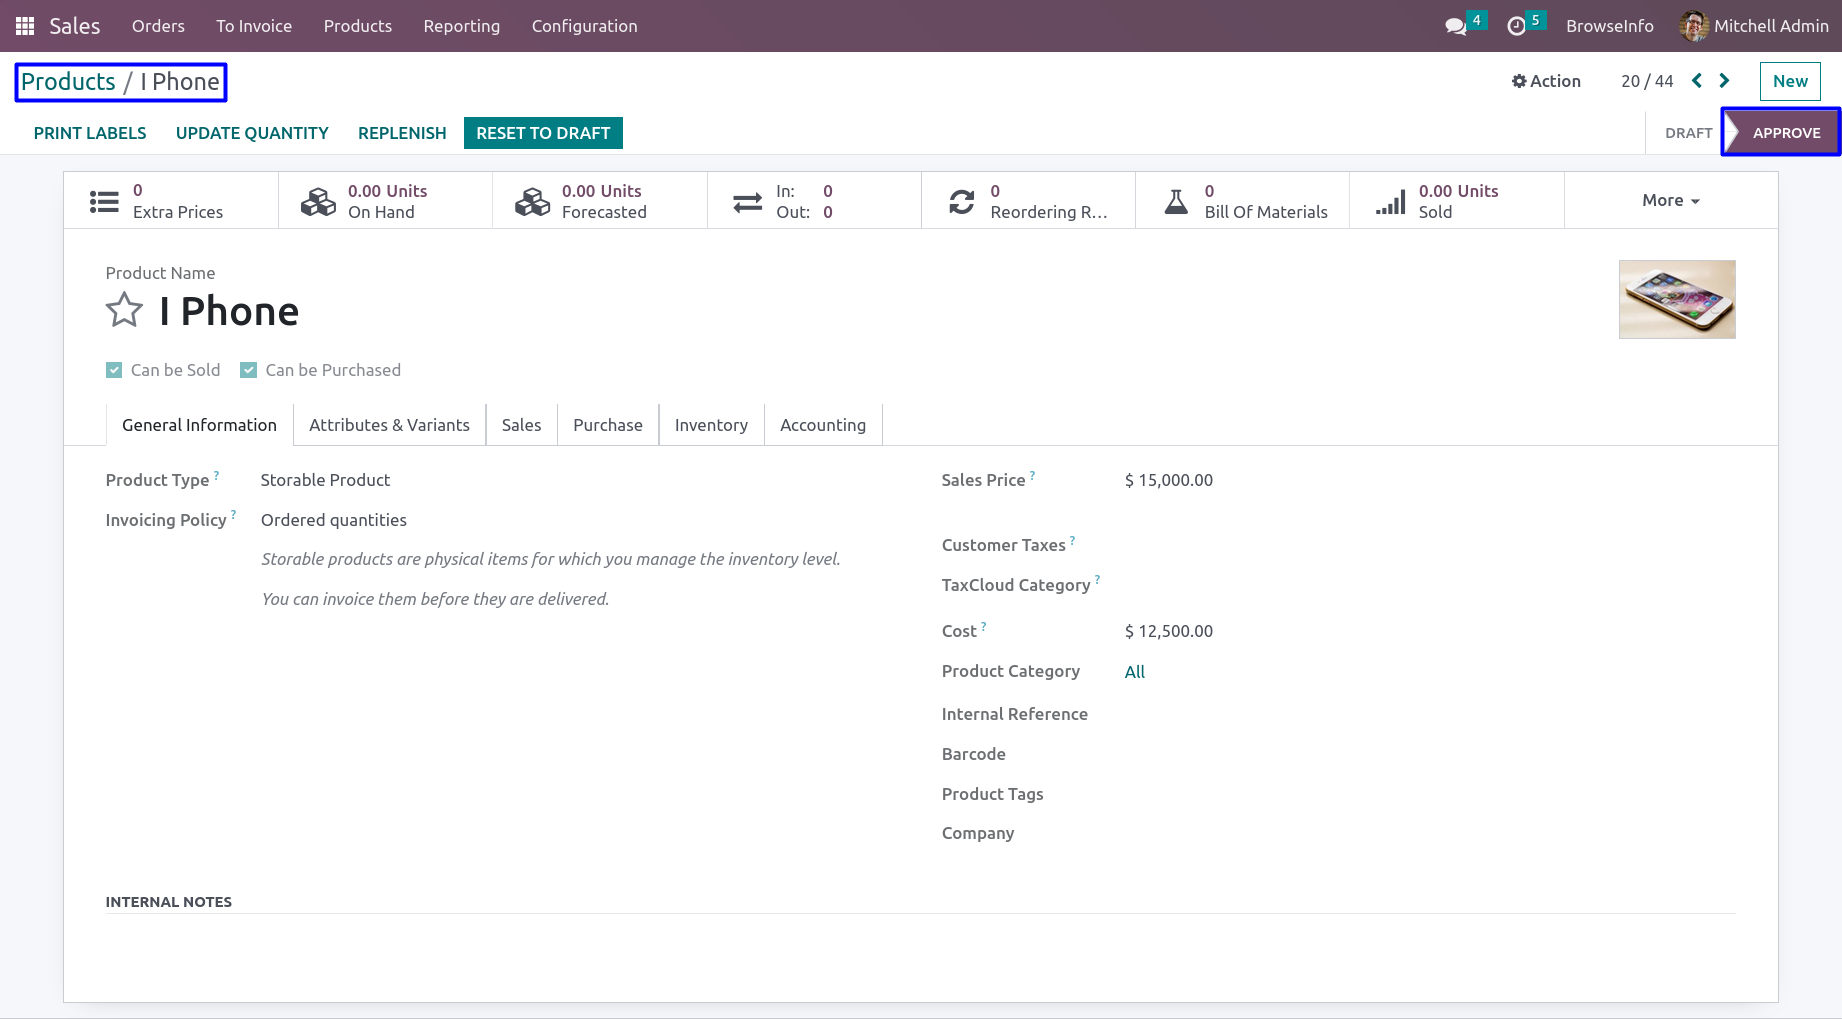 Sales Orders To Invoice Products Reporting Configuration 4 5 BrowseInfo Mitchell Admin
Products / I Phone Action 20 / 44 New
PRINT LABELS UPDATE QUANTITY REPLENISH RESET TO DRAFT DRAFT APPROVE
0
Extra Prices
0.00 Units
On Hand
0.00 Units
Forecasted
In: 0
Out: 0
0
Reordering R...
0
Bill Of Materials
0.00 Units
Sold
More
Product Name
I Phone
Can be Sold Can be Purchased
General Information Attributes & Variants Sales Purchase Inventory Accounting
Product Type ? Storable Product
Invoicing Policy ? Ordered quantities
Storable products are physical items for which you manage the inventory level.
You can invoice them before they are delivered.
Sales Price ? $ 15,000.00
Customer Taxes ?
TaxCloud Category ?
Cost ? $ 12,500.00
Product Category All
Internal Reference
Barcode
Product Tags
Company
INTERNAL NOTES